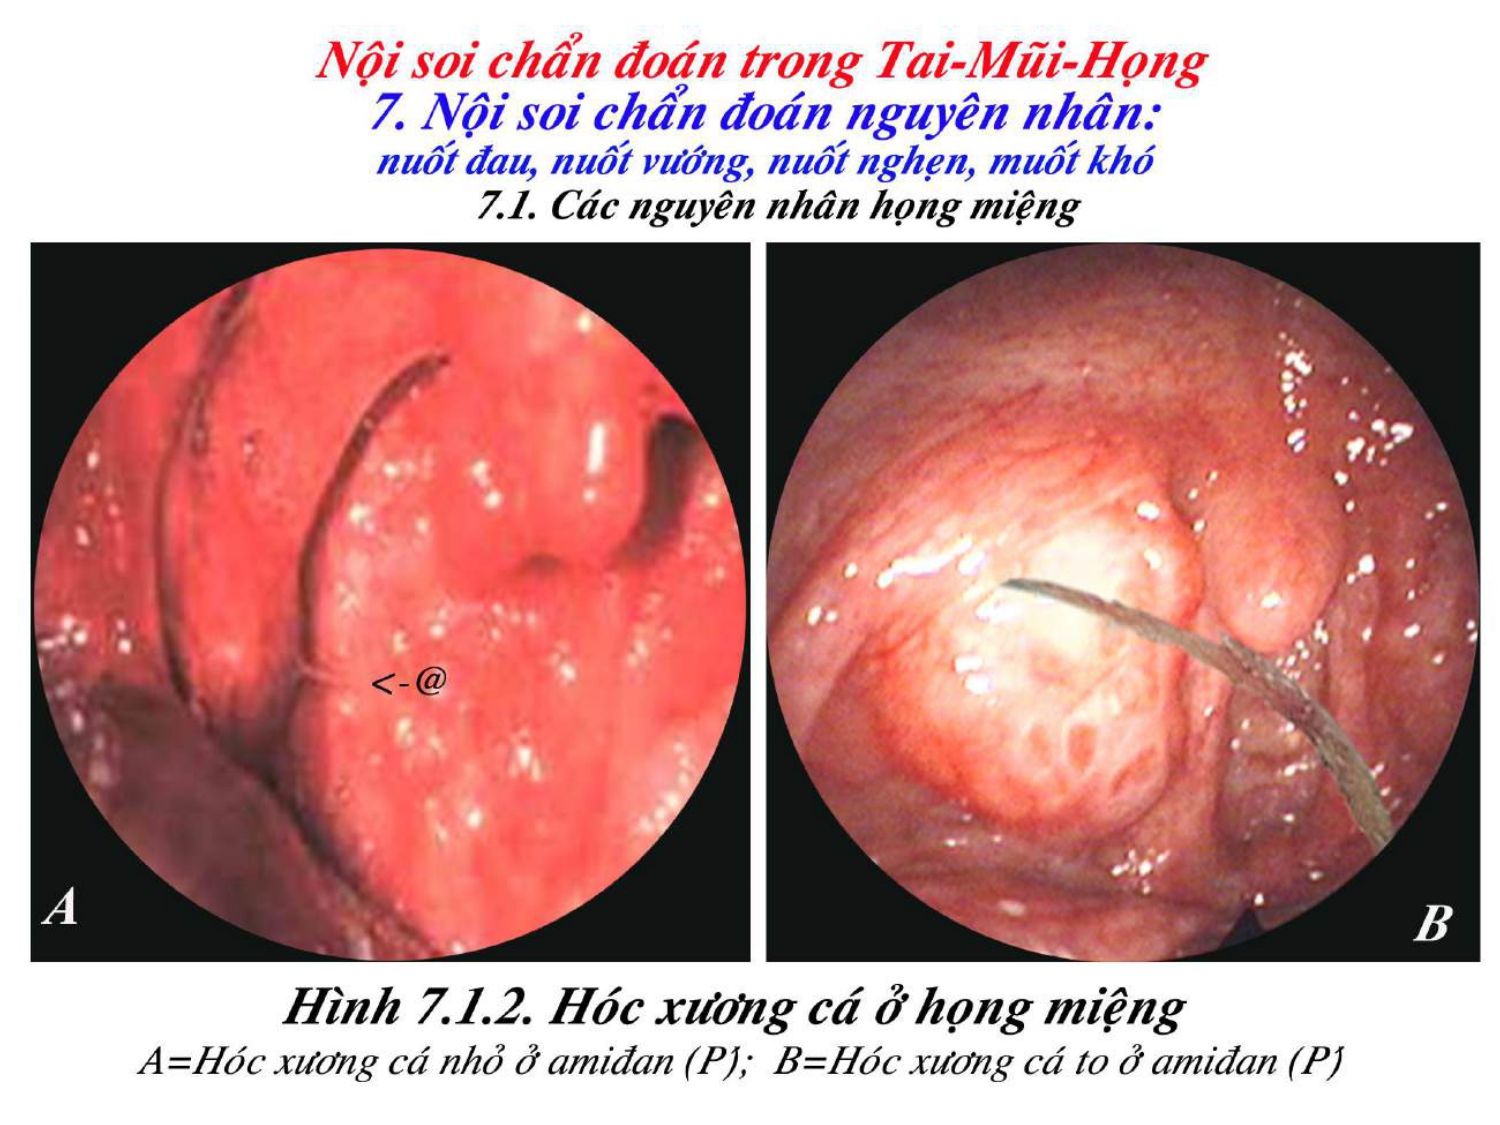 Nội soi chẩn đoán trong Tai-Mũi-Họng
7. Nội soi chẩn đoán nguyên nhân:
nuốt đau, nuốt vướng, nuốt nghẹn, muốt khó
7.1. Các nguyên nhân họng miệng
<-@
A
B
Hình 7.1.2. Hóc xương cá ở họng miệng
A=Hóc xương cá nhỏ ở amiđan (P); B=Hóc xương cá to ở amiđan (P)